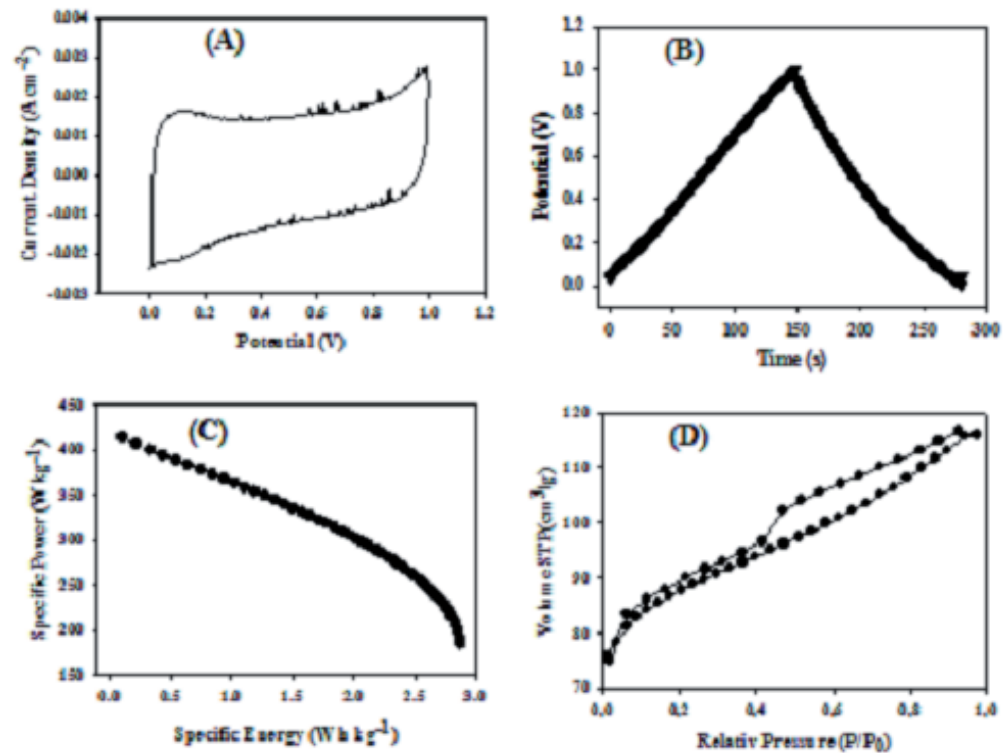 (A)
0.004
0.003
0.002
0.001
0.000
-0.001
-0.002
-0.003
Current Density (A cm⁻²)
0.0 0.2 0.4 0.6 0.8 1.0 1.2
Potential (V)
(B)
1.0
0.8
0.6
0.4
0.2
0.0
Potential (V)
0 50 100 150 200 250 300
Time (s)
(C)
450
400
350
300
250
200
150
Specific Power (W kg⁻¹)
0.0 0.5 1.0 1.5 2.0 2.5 3.0
Specific Energy (W h kg⁻¹)
(D)
120
110
100
90
80
70
Volume STP(cm³/g)
0,0 0,2 0,4 0,6 0,8 1,0
Relativ Pressure (P/P₀)